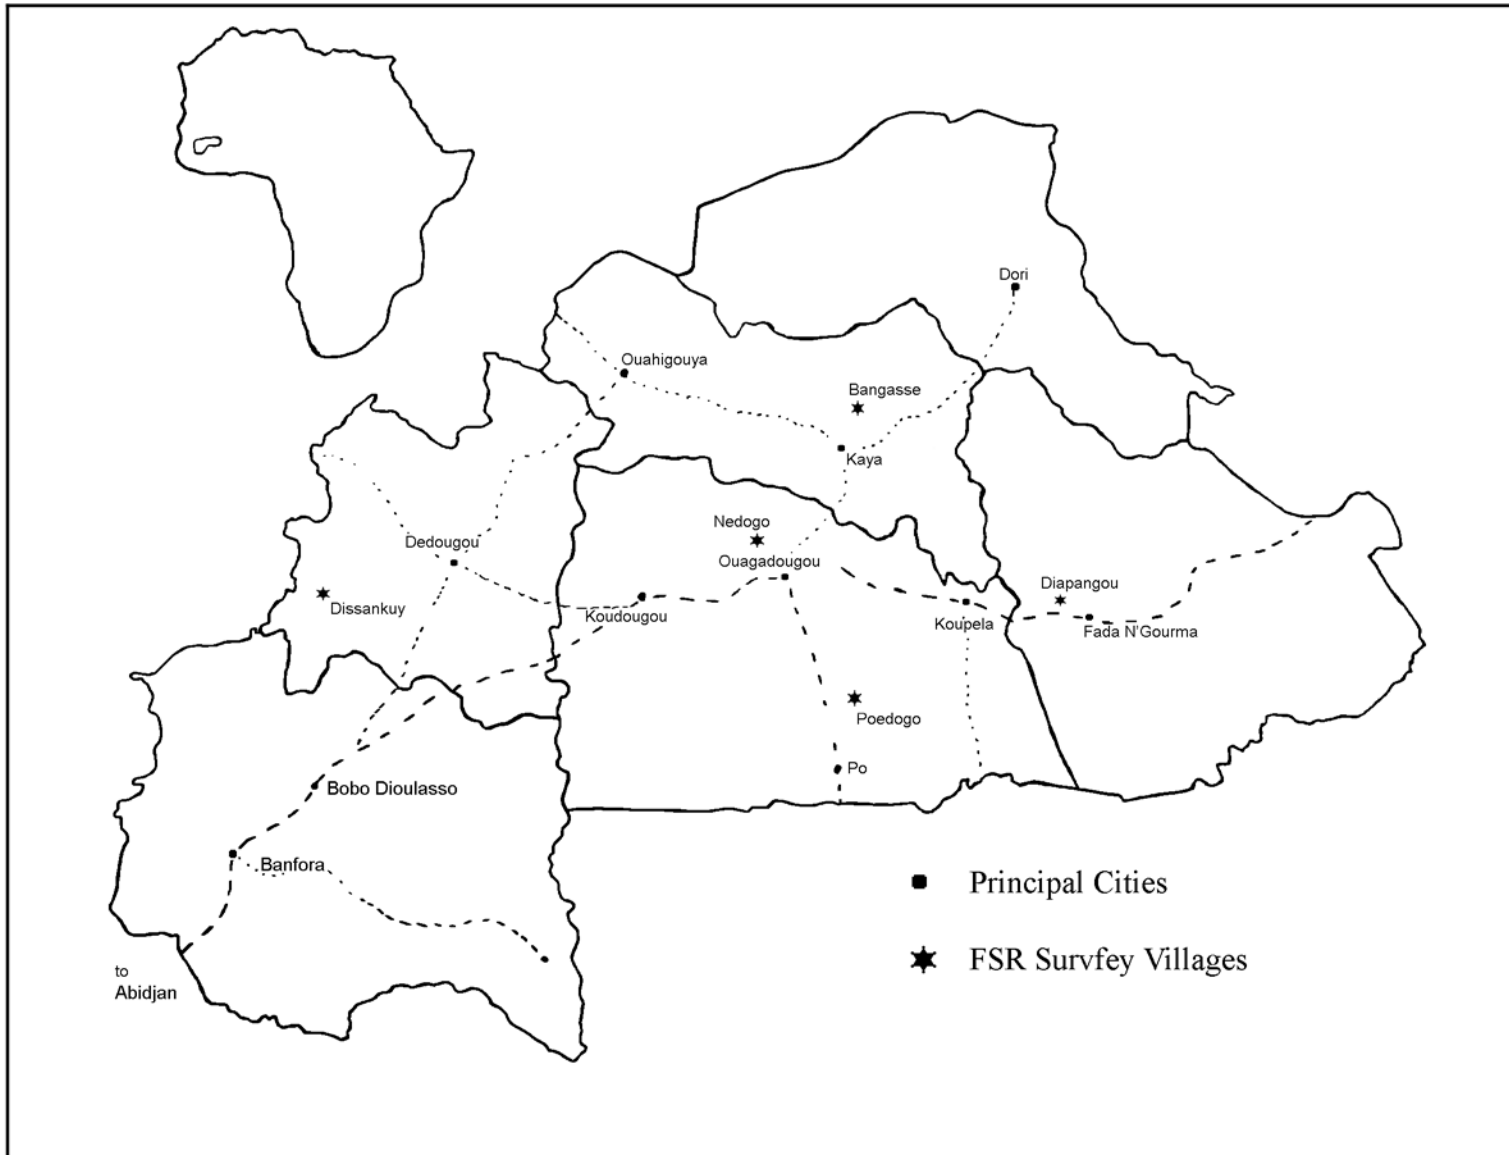 Dori
Ouahigouya
Bangasse
Kaya
Nedogo
Dedougou
Ouagadougou
Diapangou
Dissankuy
Koudougou
Koupela
Fada N'Gourma
Poedogo
Po
Bobo Dioulasso
Banfora
Principal Cities
FSR Survfey Villages
to
Abidjan